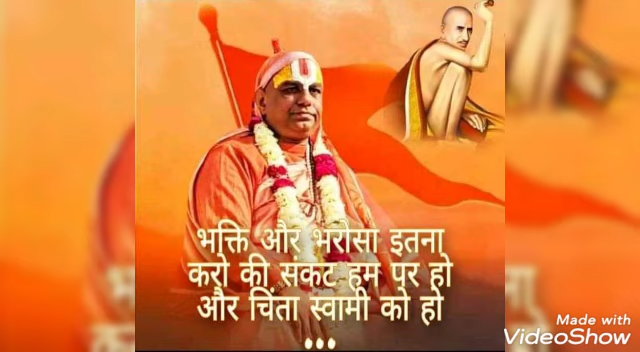 भक्ति और भरोसा इतना
करो की संकट हम पर हो
और चिंता स्वामी को हो
...
Made with
VideoShow